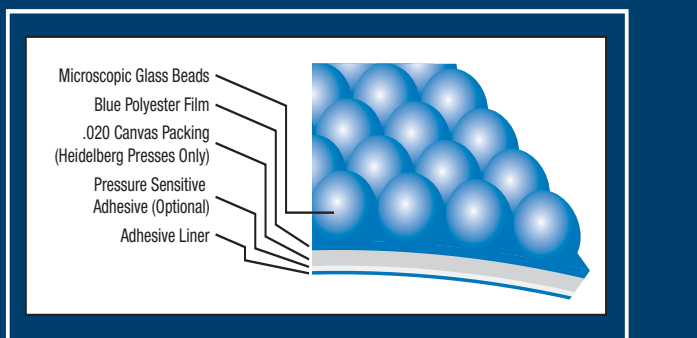 Microscopic Glass Beads
Blue Polyester Film
.020 Canvas Packing
(Heidelberg Presses Only)
Pressure Sensitive
Adhesive (Optional)
Adhesive Liner